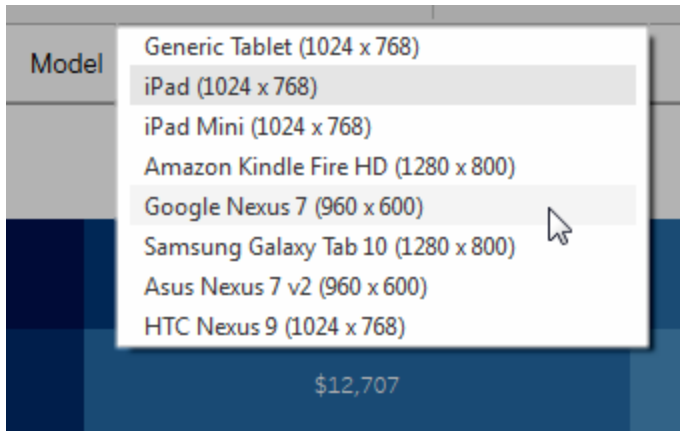 Model
Generic Tablet (1024 x 768)
iPad (1024 x 768)
iPad Mini (1024 x 768)
Amazon Kindle Fire HD (1280 x 800)
Google Nexus 7 (960 x 600)
Samsung Galaxy Tab 10 (1280 x 800)
Asus Nexus 7 v2 (960 x 600)
HTC Nexus 9 (1024 x 768)
$12,707